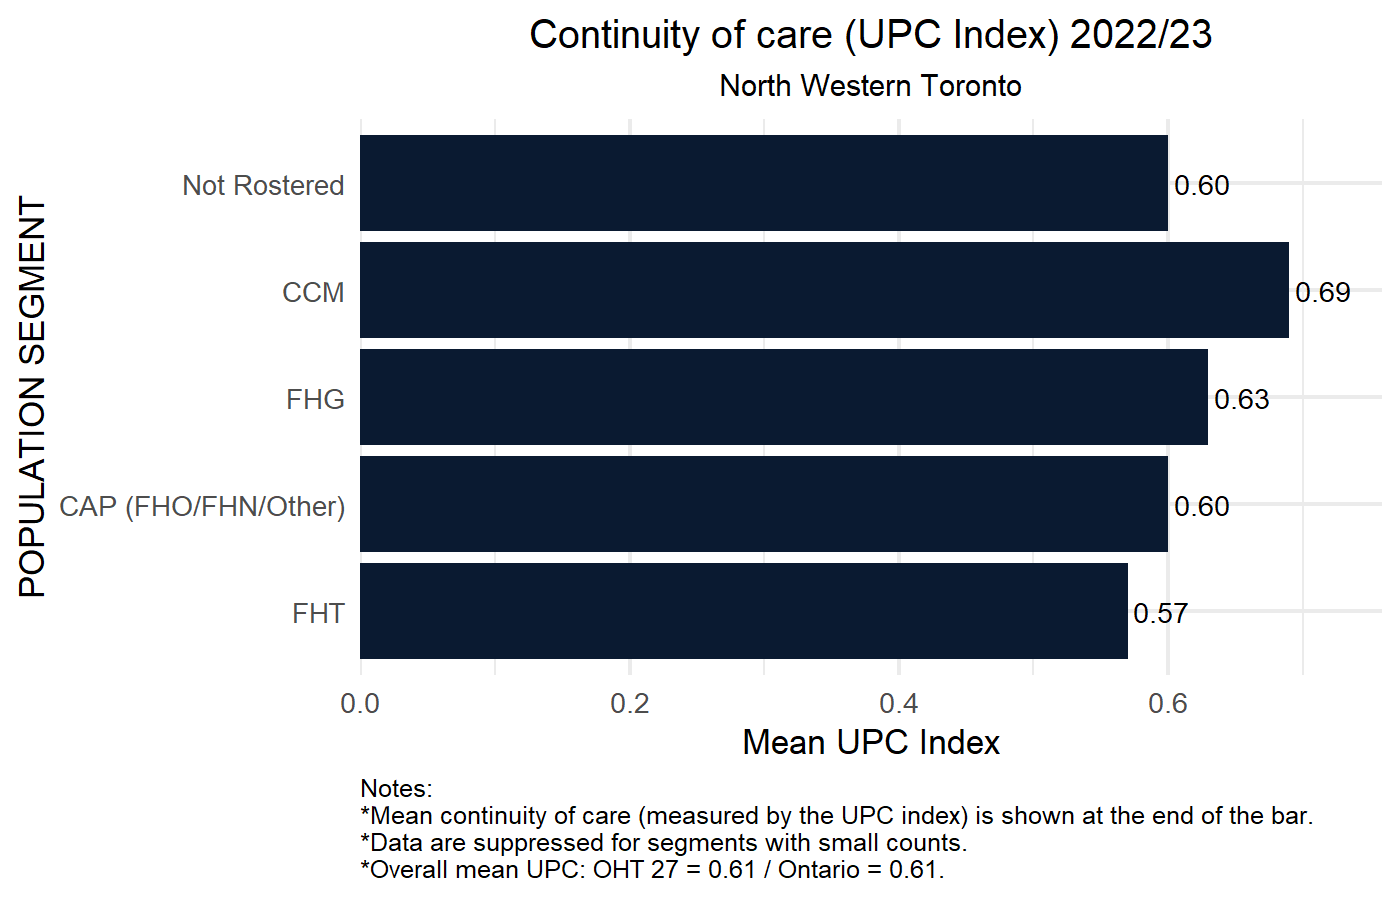 Continuity of care (UPC Index) 2022/23
North Western Toronto
POPULATION SEGMENT
Not Rostered
0.60
CCM
0.69
FHG
0.63
CAP (FHO/FHN/Other)
0.60
FHT
0.57
0.0 0.2 0.4 0.6
Mean UPC Index
Notes:
*Mean continuity of care (measured by the UPC index) is shown at the end of the bar.
*Data are suppressed for segments with small counts.
*Overall mean UPC: OHT 27 = 0.61 / Ontario = 0.61.